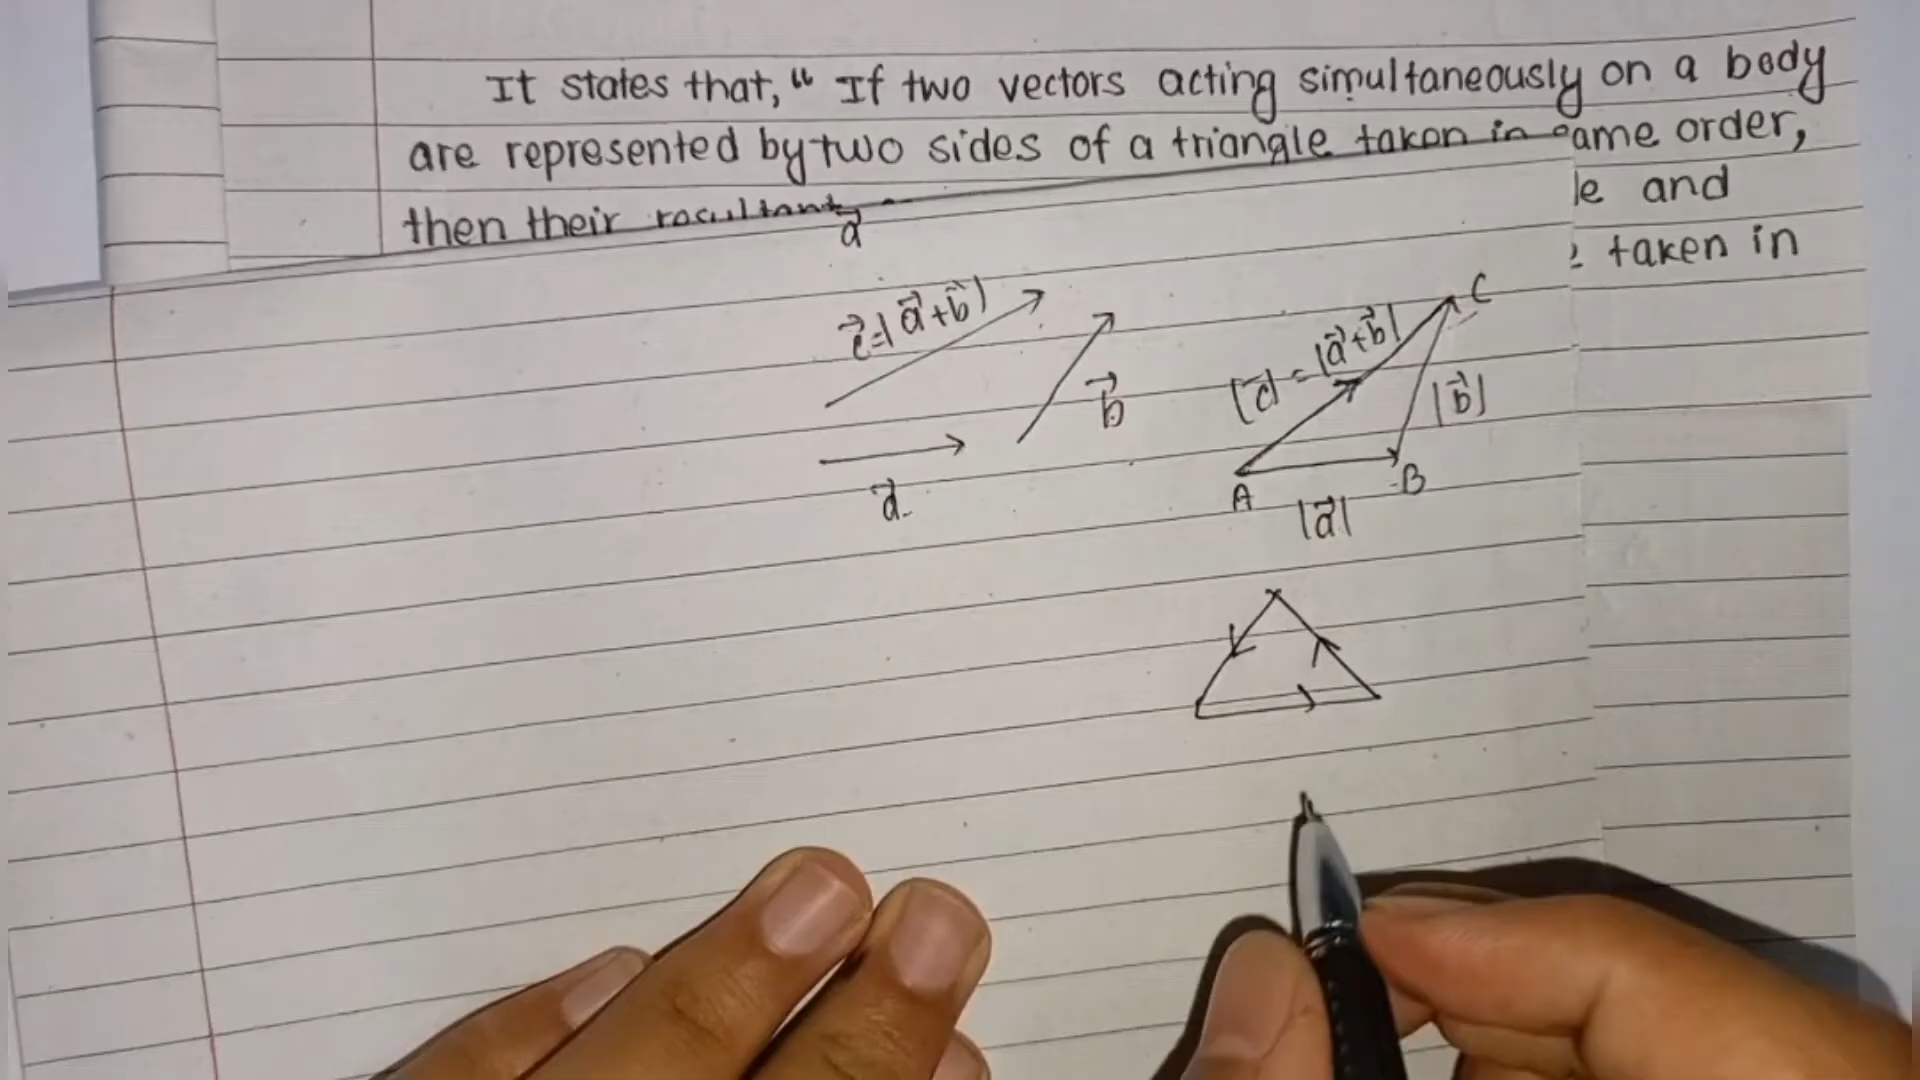 It states that, “ If two vectors acting simultaneously on a body
are represented by two sides of a triangle taken in same order,
then their resultant
le and
taken in
a⃗
c⃗=|a⃗+b⃗|
b⃗
a⃗
C
|c⃗| = |a⃗+b⃗|
|b⃗|
A
B
|a⃗|